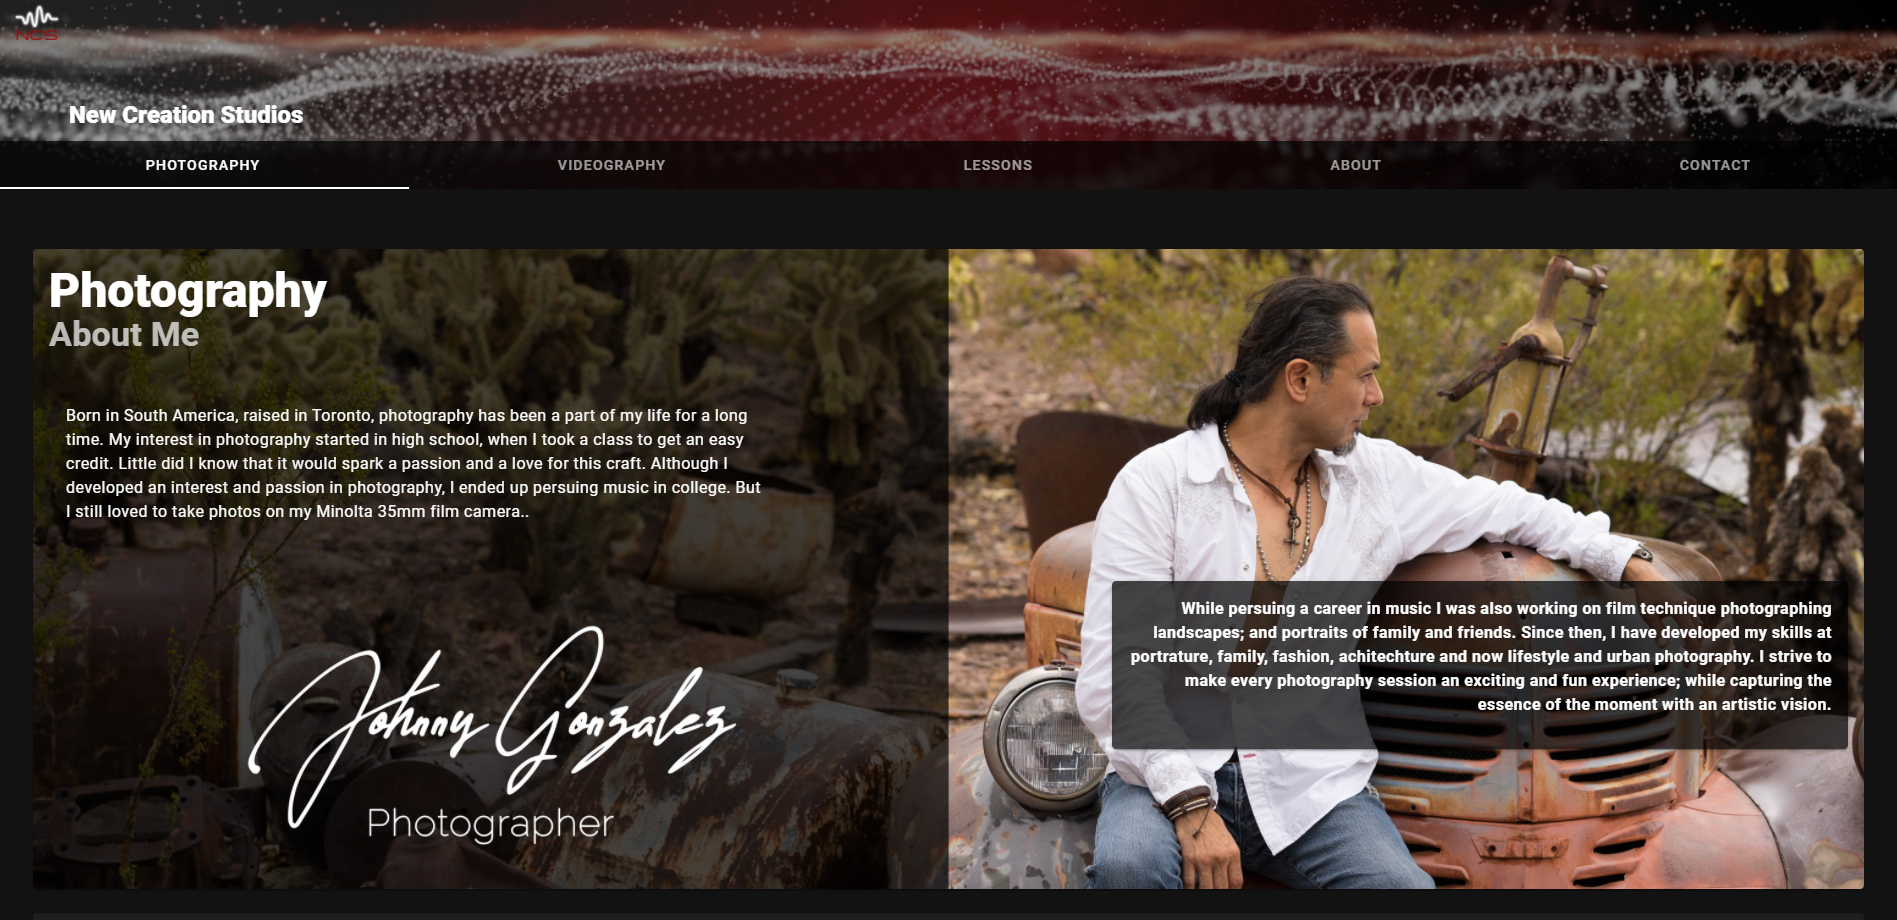 NCS
New Creation Studios
PHOTOGRAPHY
VIDEOGRAPHY
LESSONS
ABOUT
CONTACT
Photography
About Me
Born in South America, raised in Toronto, photography has been a part of my life for a long
time. My interest in photography started in high school, when I took a class to get an easy
credit. Little did I know that it would spark a passion and a love for this craft. Although I
developed an interest and passion in photography, I ended up persuing music in college. But
I still loved to take photos on my Minolta 35mm film camera..
Johnny Gonzalez
Photographer
While persuing a career in music I was also working on film technique photographing
landscapes; and portraits of family and friends. Since then, I have developed my skills at
portrature, family, fashion, achitechture and now lifestyle and urban photography. I strive to
make every photography session an exciting and fun experience; while capturing the
essence of the moment with an artistic vision.